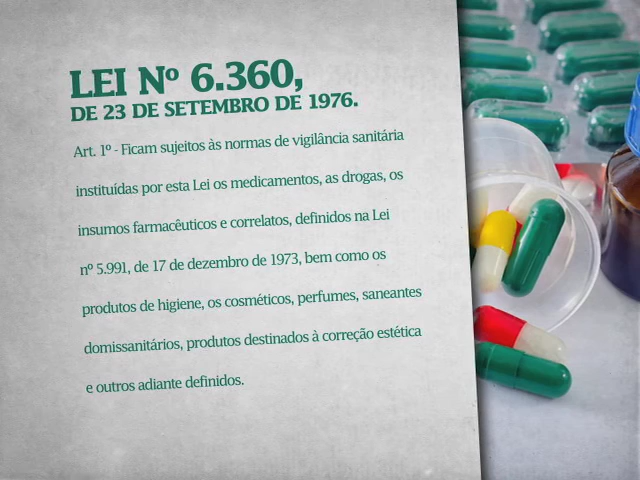 LEI Nº 6.360,
DE 23 DE SETEMBRO DE 1976.
Art. 1º - Ficam sujeitos às normas de vigilância sanitária
instituídas por esta Lei os medicamentos, as drogas, os
insumos farmacêuticos e correlatos, definidos na Lei
nº 5.991, de 17 de dezembro de 1973, bem como os
produtos de higiene, os cosméticos, perfumes, saneantes
domissanitários, produtos destinados à correção estética
e outros adiante definidos.